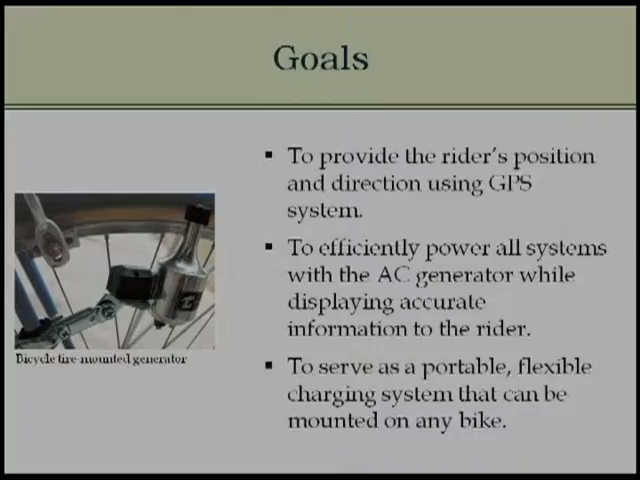 Goals
▪ To provide the rider's position
and direction using GPS
system.
▪ To efficiently power all systems
with the AC generator while
displaying accurate
information to the rider.
▪ To serve as a portable, flexible
charging system that can be
mounted on any bike.
Bicycle tire-mounted generator